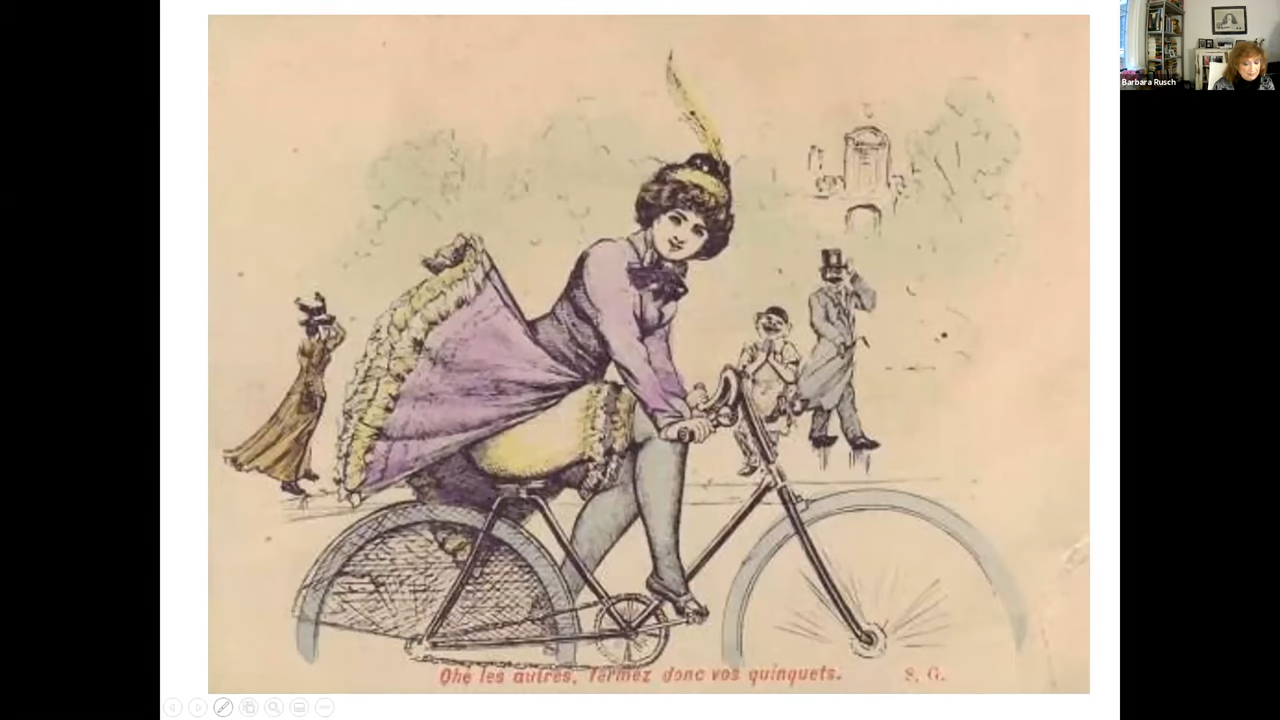 Barbara Rusch
Ohé les autres, fermez donc vos quinquets. S. G.